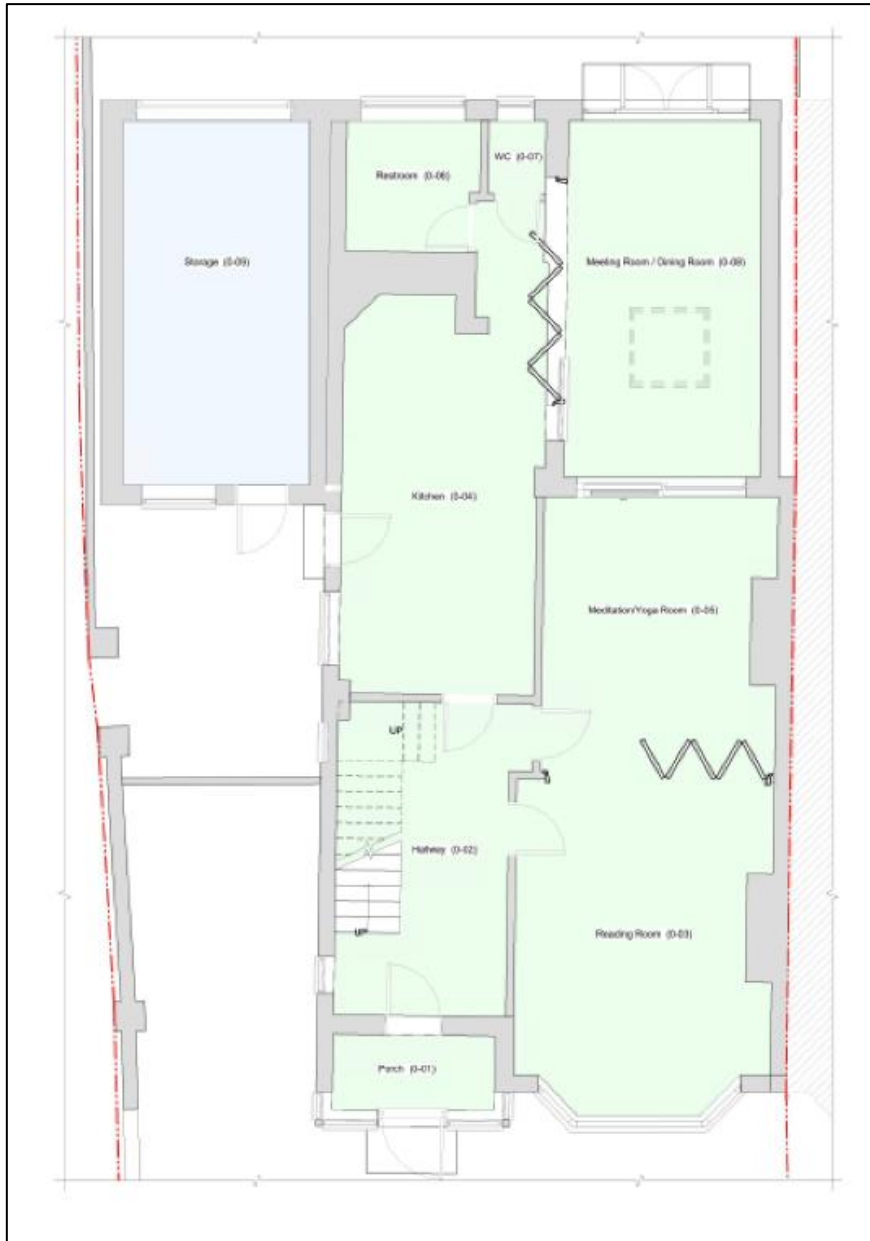 Restroom (0-06)
WC (0-07)
Storage (0-09)
Meeting Room / Dining Room (0-08)
Kitchen (0-04)
Meditation/Yoga Room (0-05)
UP
Hallway (0-02)
UP
Reading Room (0-03)
Porch (0-01)